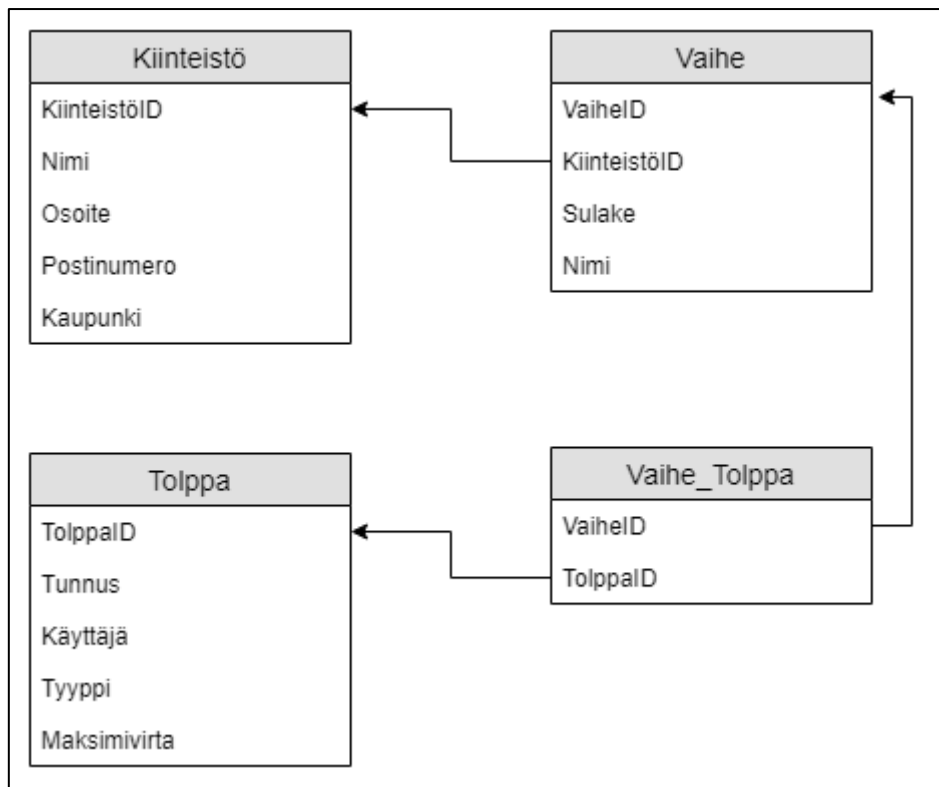 Kiinteistö
KiinteistöID
Nimi
Osoite
Postinumero
Kaupunki
Vaihe
VaiheID
KiinteistöID
Sulake
Nimi
Tolppa
TolppaID
Tunnus
Käyttäjä
Tyyppi
Maksimivirta
Vaihe_Tolppa
VaiheID
TolppaID